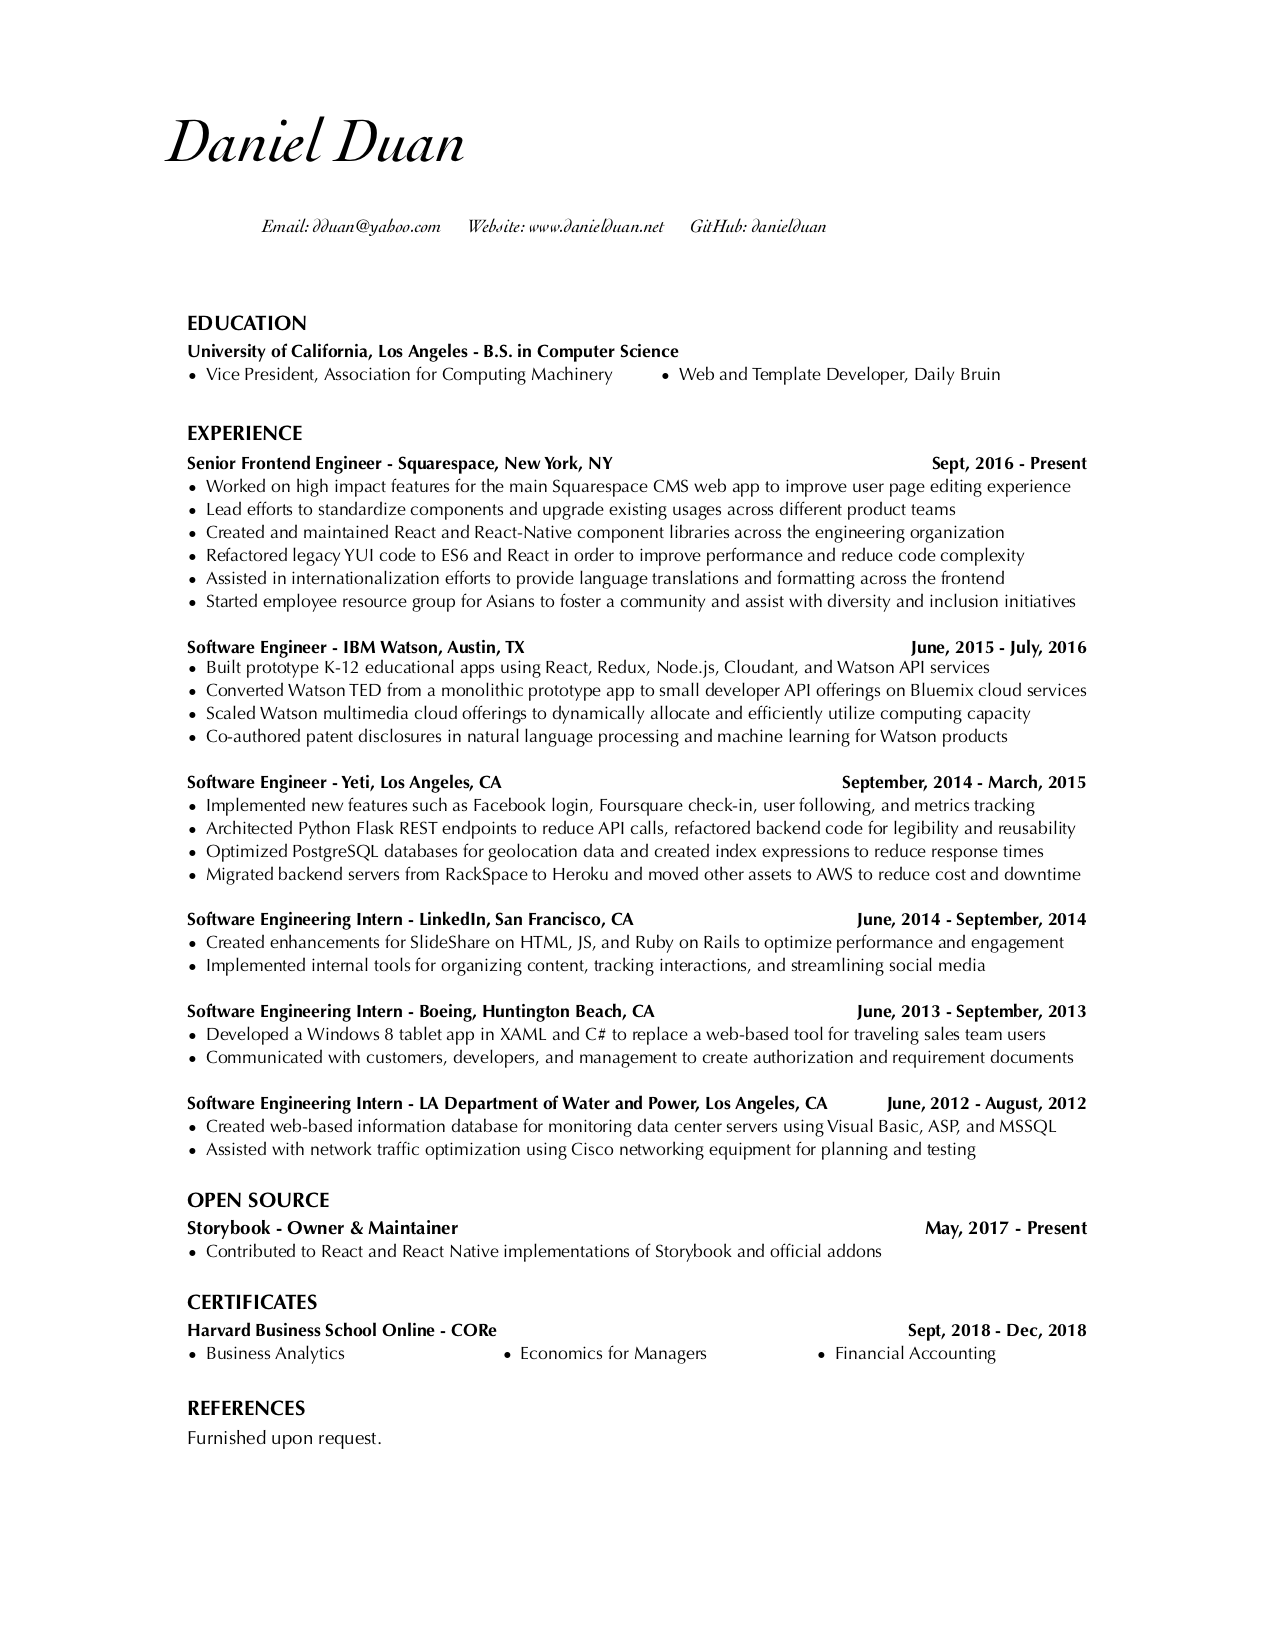 Daniel Duan
Email: dduan@yahoo.com Website: www.danielduan.net GitHub: danielduan
EDUCATION
University of California, Los Angeles - B.S. in Computer Science
• Vice President, Association for Computing Machinery • Web and Template Developer, Daily Bruin
EXPERIENCE
Senior Frontend Engineer - Squarespace, New York, NY Sept, 2016 - Present
• Worked on high impact features for the main Squarespace CMS web app to improve user page editing experience
• Lead efforts to standardize components and upgrade existing usages across different product teams
• Created and maintained React and React-Native component libraries across the engineering organization
• Refactored legacy YUI code to ES6 and React in order to improve performance and reduce code complexity
• Assisted in internationalization efforts to provide language translations and formatting across the frontend
• Started employee resource group for Asians to foster a community and assist with diversity and inclusion initiatives
Software Engineer - IBM Watson, Austin, TX June, 2015 - July, 2016
• Built prototype K-12 educational apps using React, Redux, Node.js, Cloudant, and Watson API services
• Converted Watson TED from a monolithic prototype app to small developer API offerings on Bluemix cloud services
• Scaled Watson multimedia cloud offerings to dynamically allocate and efficiently utilize computing capacity
• Co-authored patent disclosures in natural language processing and machine learning for Watson products
Software Engineer - Yeti, Los Angeles, CA September, 2014 - March, 2015
• Implemented new features such as Facebook login, Foursquare check-in, user following, and metrics tracking
• Architected Python Flask REST endpoints to reduce API calls, refactored backend code for legibility and reusability
• Optimized PostgreSQL databases for geolocation data and created index expressions to reduce response times
• Migrated backend servers from RackSpace to Heroku and moved other assets to AWS to reduce cost and downtime
Software Engineering Intern - LinkedIn, San Francisco, CA June, 2014 - September, 2014
• Created enhancements for SlideShare on HTML, JS, and Ruby on Rails to optimize performance and engagement
• Implemented internal tools for organizing content, tracking interactions, and streamlining social media
Software Engineering Intern - Boeing, Huntington Beach, CA June, 2013 - September, 2013
• Developed a Windows 8 tablet app in XAML and C# to replace a web-based tool for traveling sales team users
• Communicated with customers, developers, and management to create authorization and requirement documents
Software Engineering Intern - LA Department of Water and Power, Los Angeles, CA June, 2012 - August, 2012
• Created web-based information database for monitoring data center servers using Visual Basic, ASP, and MSSQL
• Assisted with network traffic optimization using Cisco networking equipment for planning and testing
OPEN SOURCE
Storybook - Owner & Maintainer May, 2017 - Present
• Contributed to React and React Native implementations of Storybook and official addons
CERTIFICATES
Harvard Business School Online - CORe Sept, 2018 - Dec, 2018
• Business Analytics • Economics for Managers • Financial Accounting
REFERENCES
Furnished upon request.